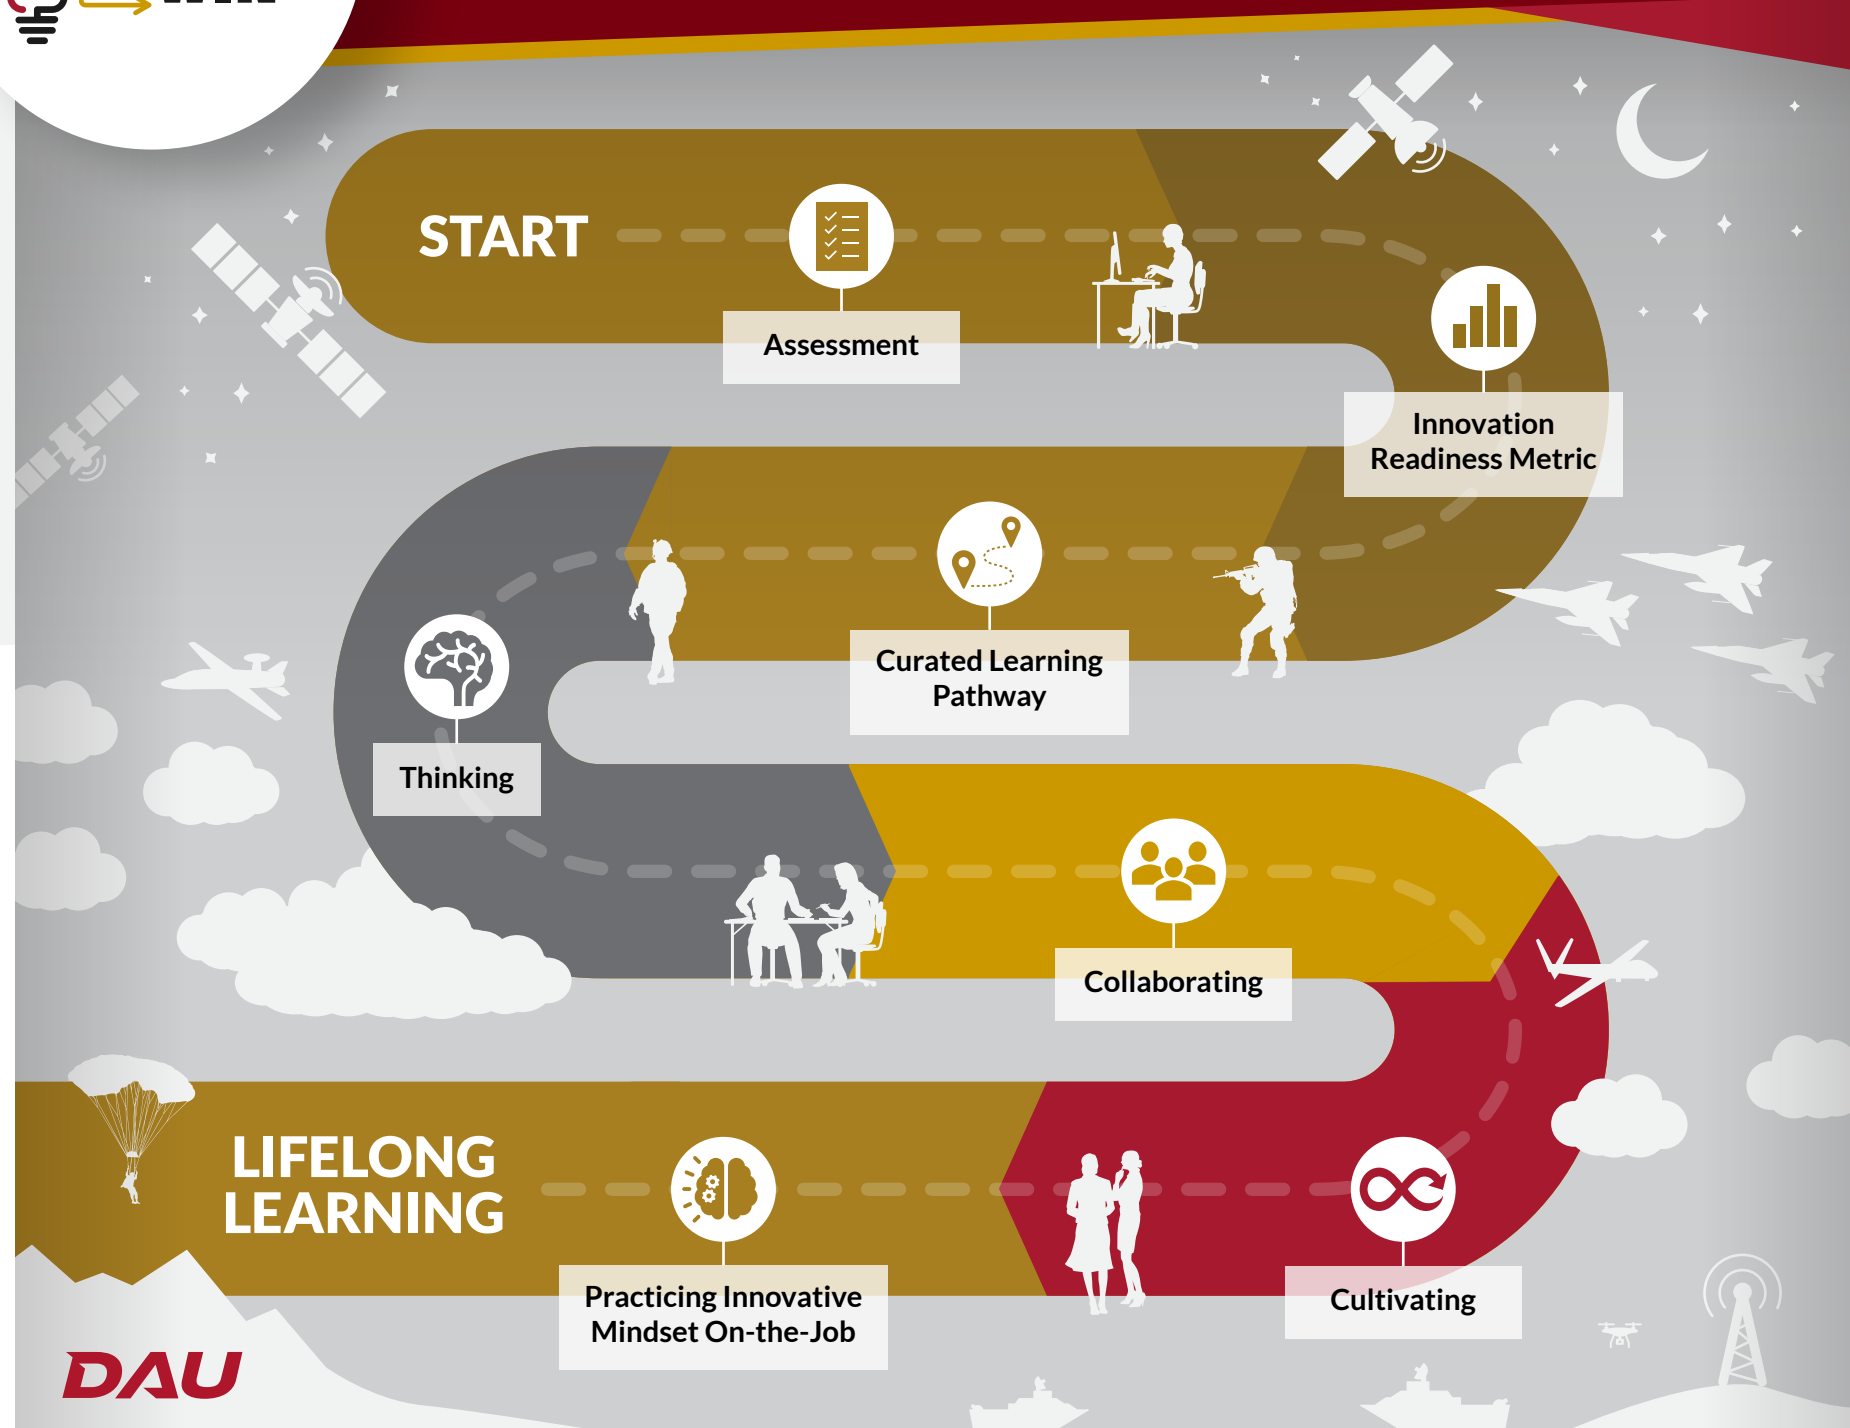 START
Assessment
Innovation
Readiness Metric
Curated Learning
Pathway
Thinking
Collaborating
Cultivating
LIFELONG
LEARNING
Practicing Innovative
Mindset On-the-Job
DAU